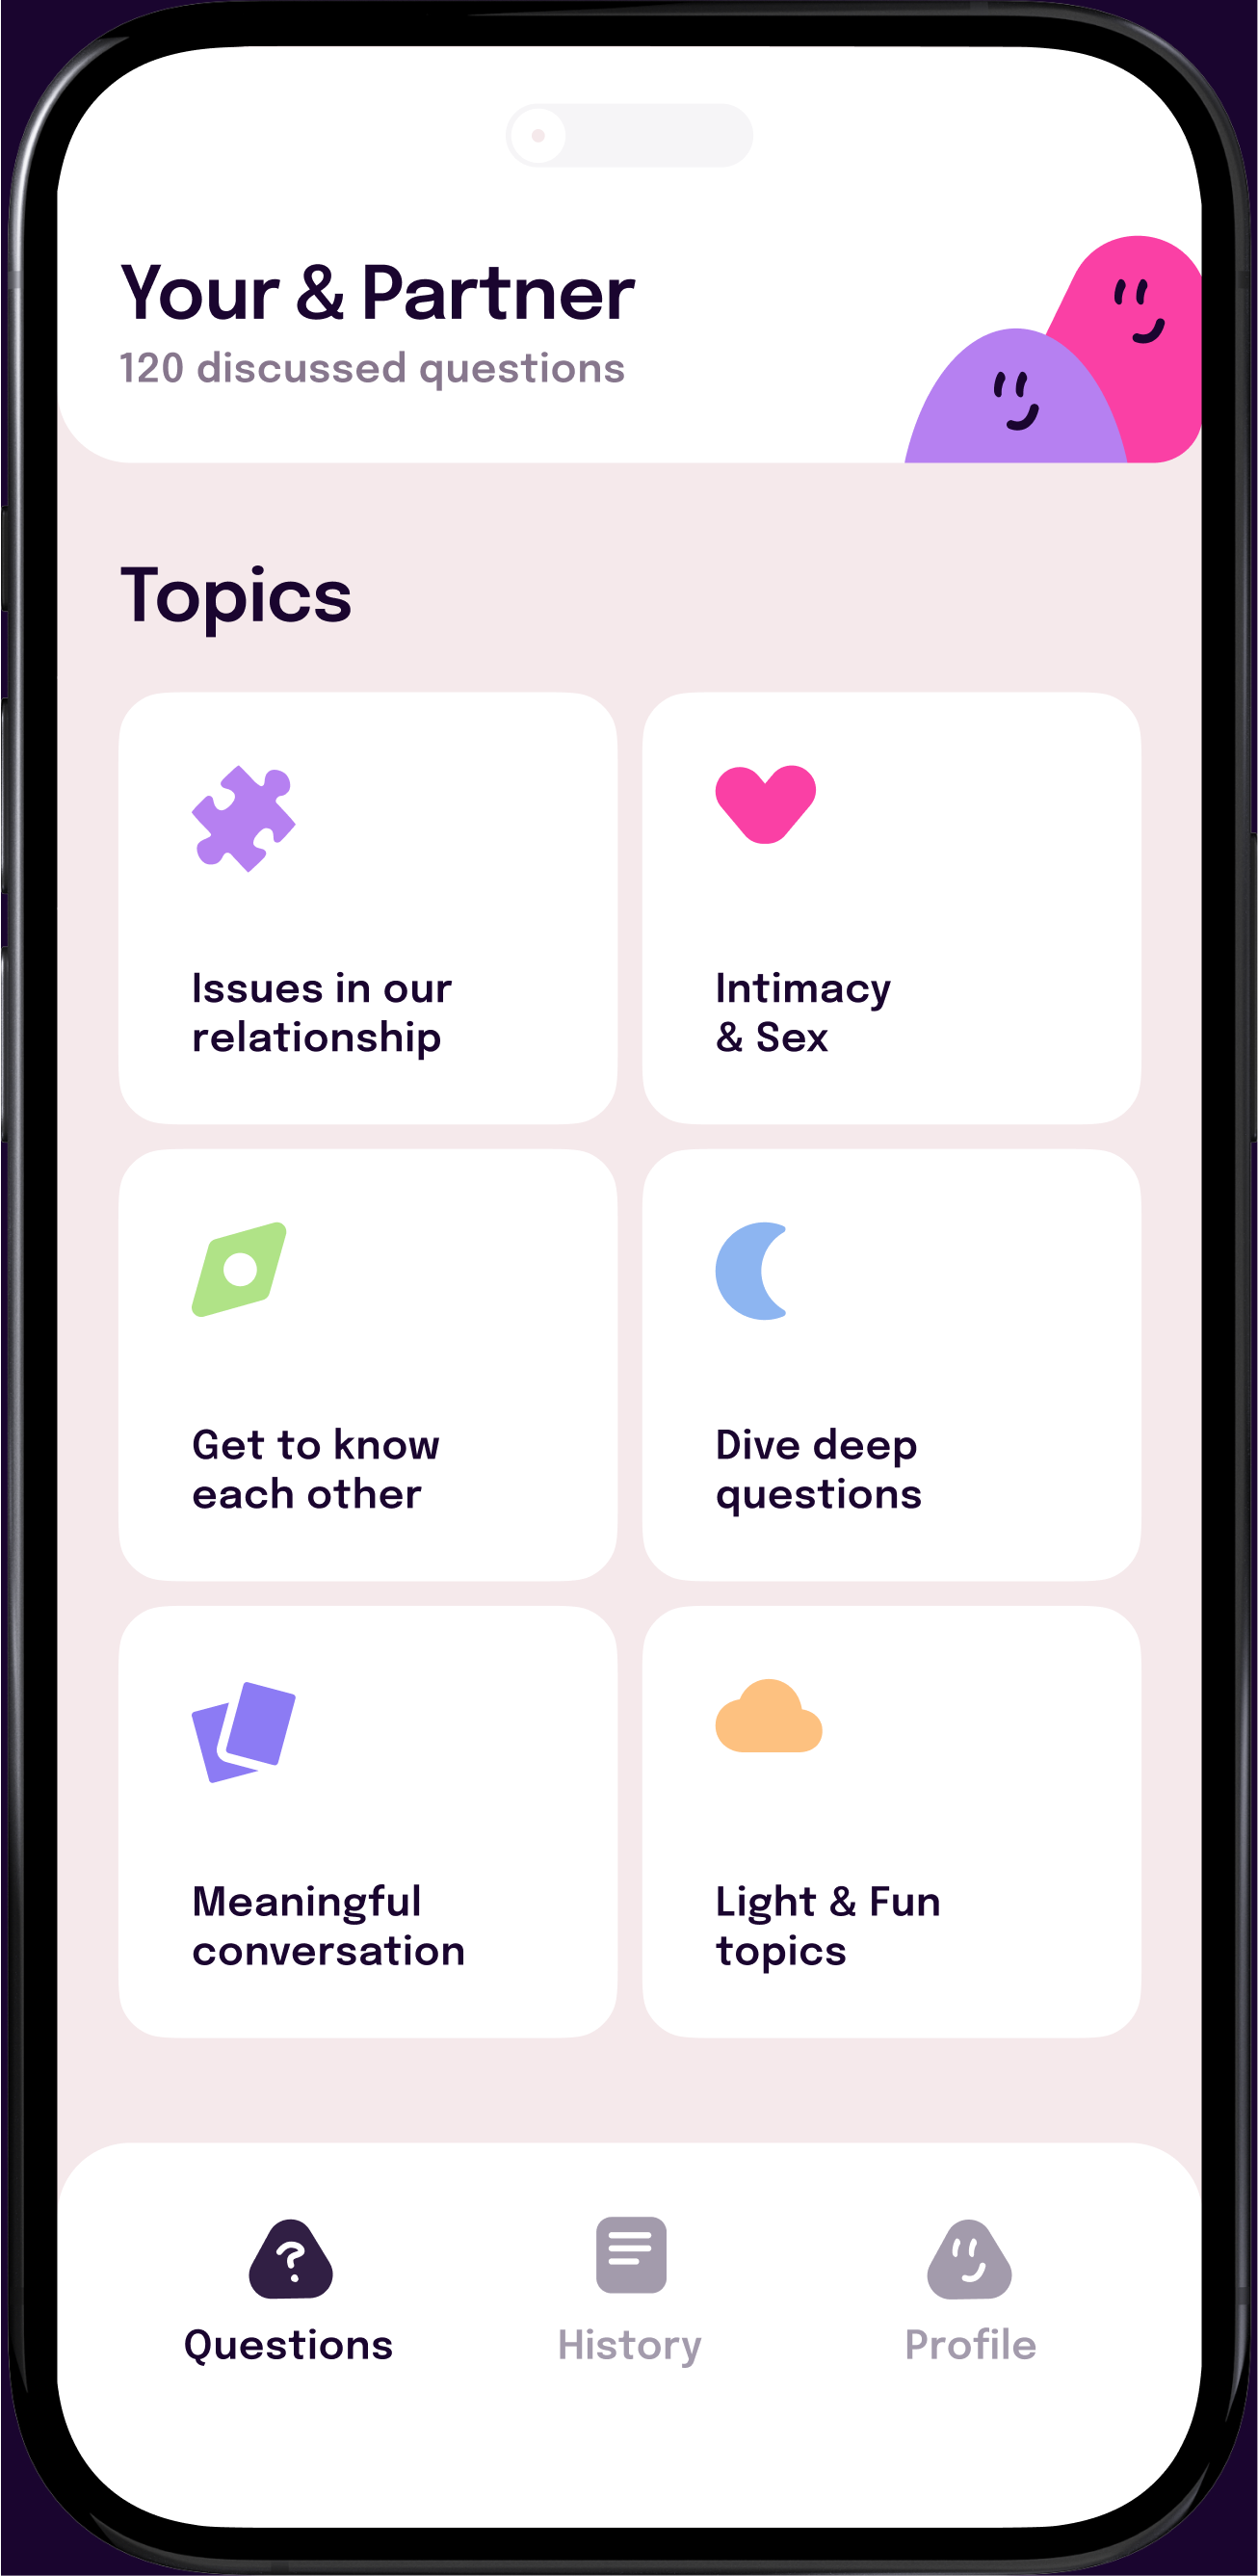 Your & Partner
120 discussed questions
Topics
Issues in our
relationship
Intimacy
& Sex
Get to know
each other
Dive deep
questions
Meaningful
conversation
Light & Fun
topics
?
Questions
History
Profile